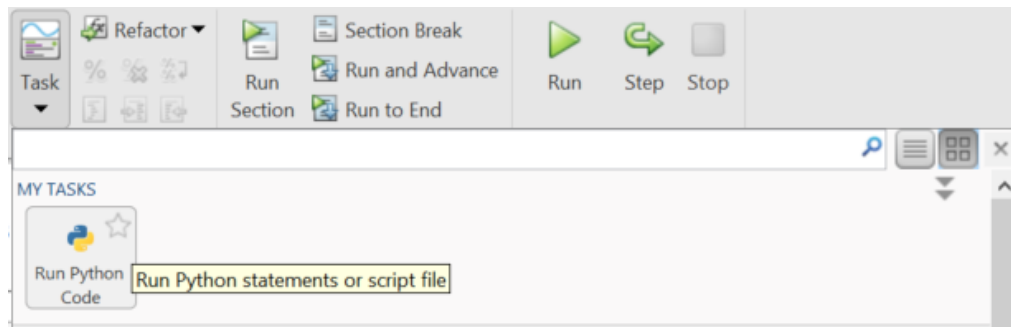 Task
Refactor
Run
Section
Section Break
Run and Advance
Run to End
Run
Step
Stop
MY TASKS
Run Python
Code
Run Python statements or script file